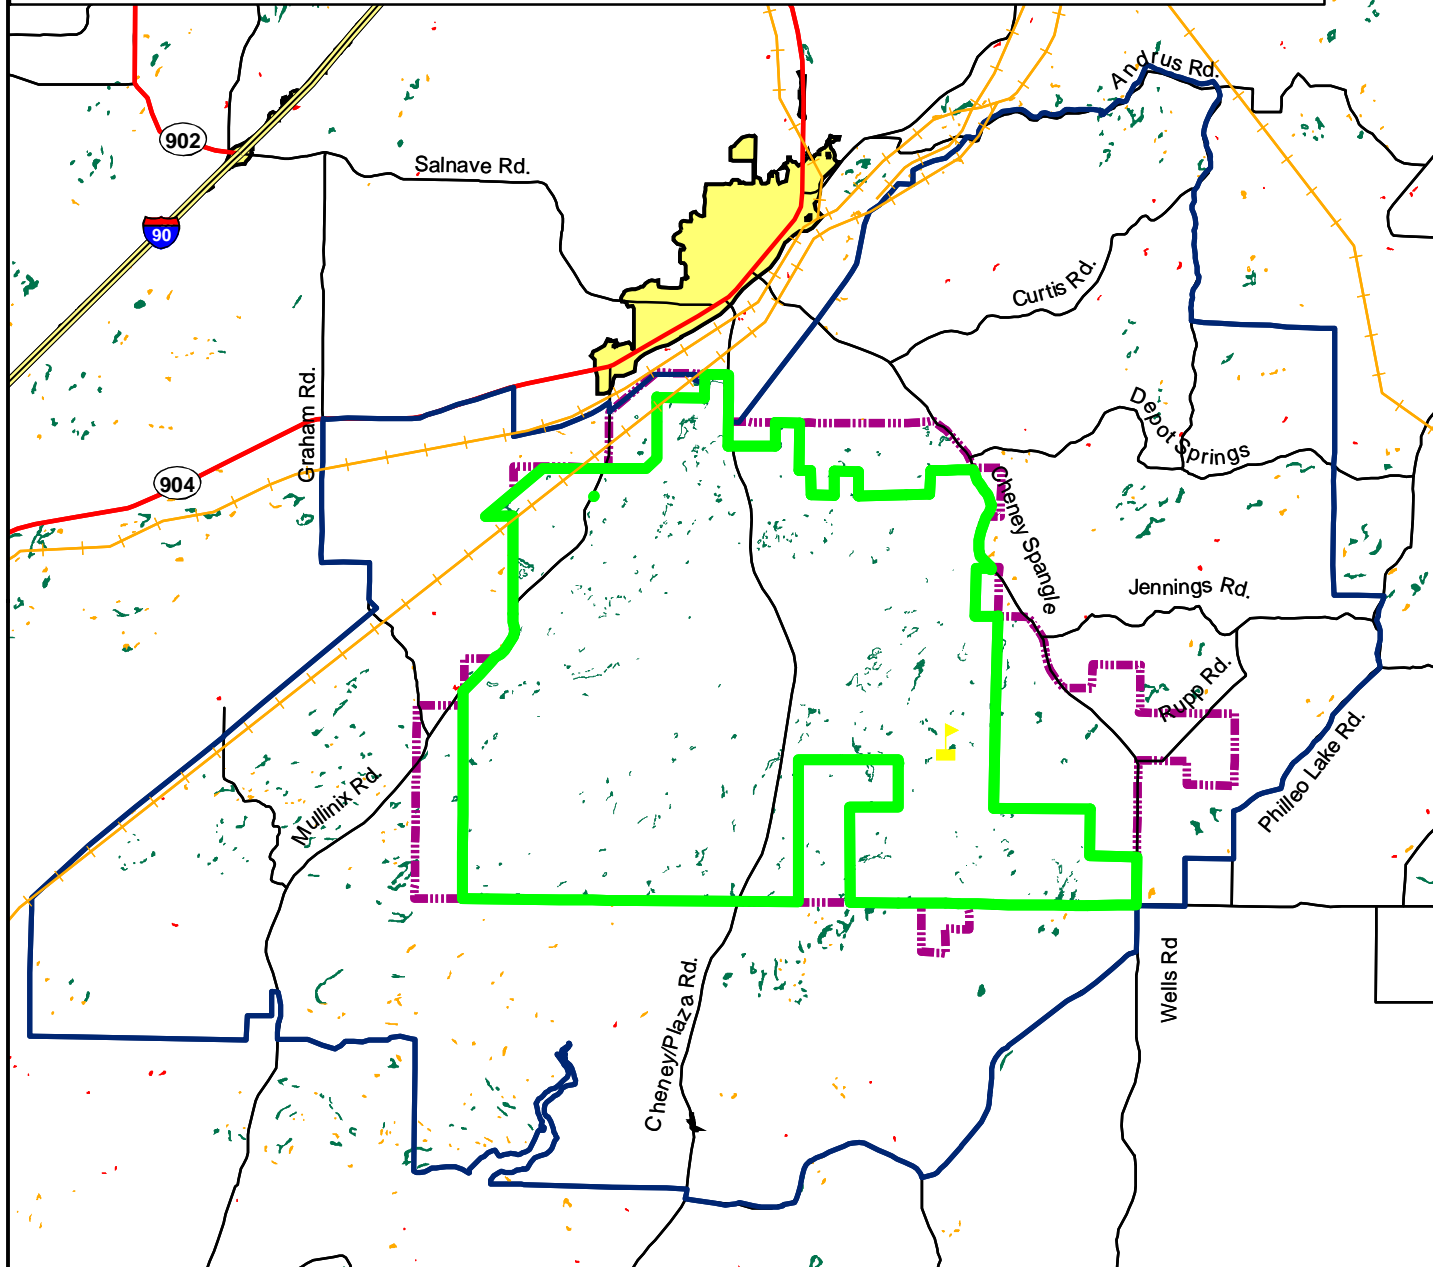 Andrus Rd.
902
Salnave Rd.
90
Curtis Rd.
Graham Rd.
Depot Springs
904
Cheney Spangle
Jennings Rd.
Rupp Rd.
Philleo Lake Rd.
Mullinix Rd.
Wells Rd
Cheney/Plaza Rd.